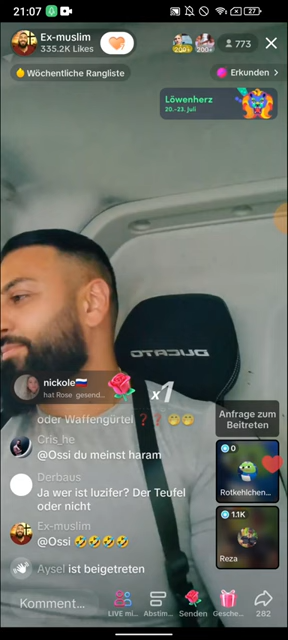 21:07
27
Ex-muslim
335.2K Likes
200+
200+
773
Wöchentliche Rangliste
Erkunden >
Löwenherz
20.-23. Juli
DUCATO
nickole🇷🇺
hat Rose gesend...
x1
oder Waffengürtel❓❓🤭🤭
Cris_he
@Ossi du meinst haram
Derbaus
Ja wer ist luzifer? Der Teufel
oder nicht
Ex-muslim
@Ossi 🤣🤣🤣🤣
Aysel ist beigetreten
Anfrage zum
Beitreten
0
Rotkehlchen...
1.1K
Reza
Kommentar...
LIVE mi...
Abstim...
Senden
Gesche...
282